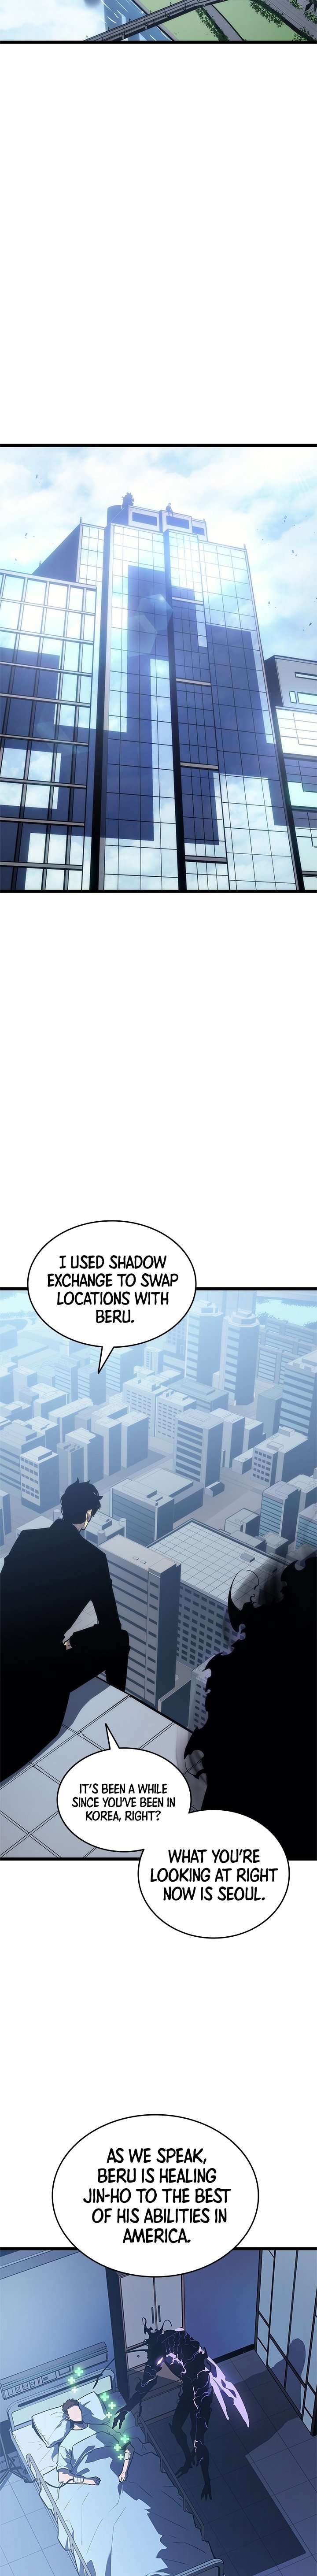 I USED SHADOW
EXCHANGE TO SWAP
LOCATIONS WITH
BERU.
IT'S BEEN A WHILE
SINCE YOU'VE BEEN IN
KOREA, RIGHT?
WHAT YOU'RE
LOOKING AT RIGHT
NOW IS SEOUL.
AS WE SPEAK,
BERU IS HEALING
JIN-HO TO THE BEST
OF HIS ABILITIES IN
AMERICA.